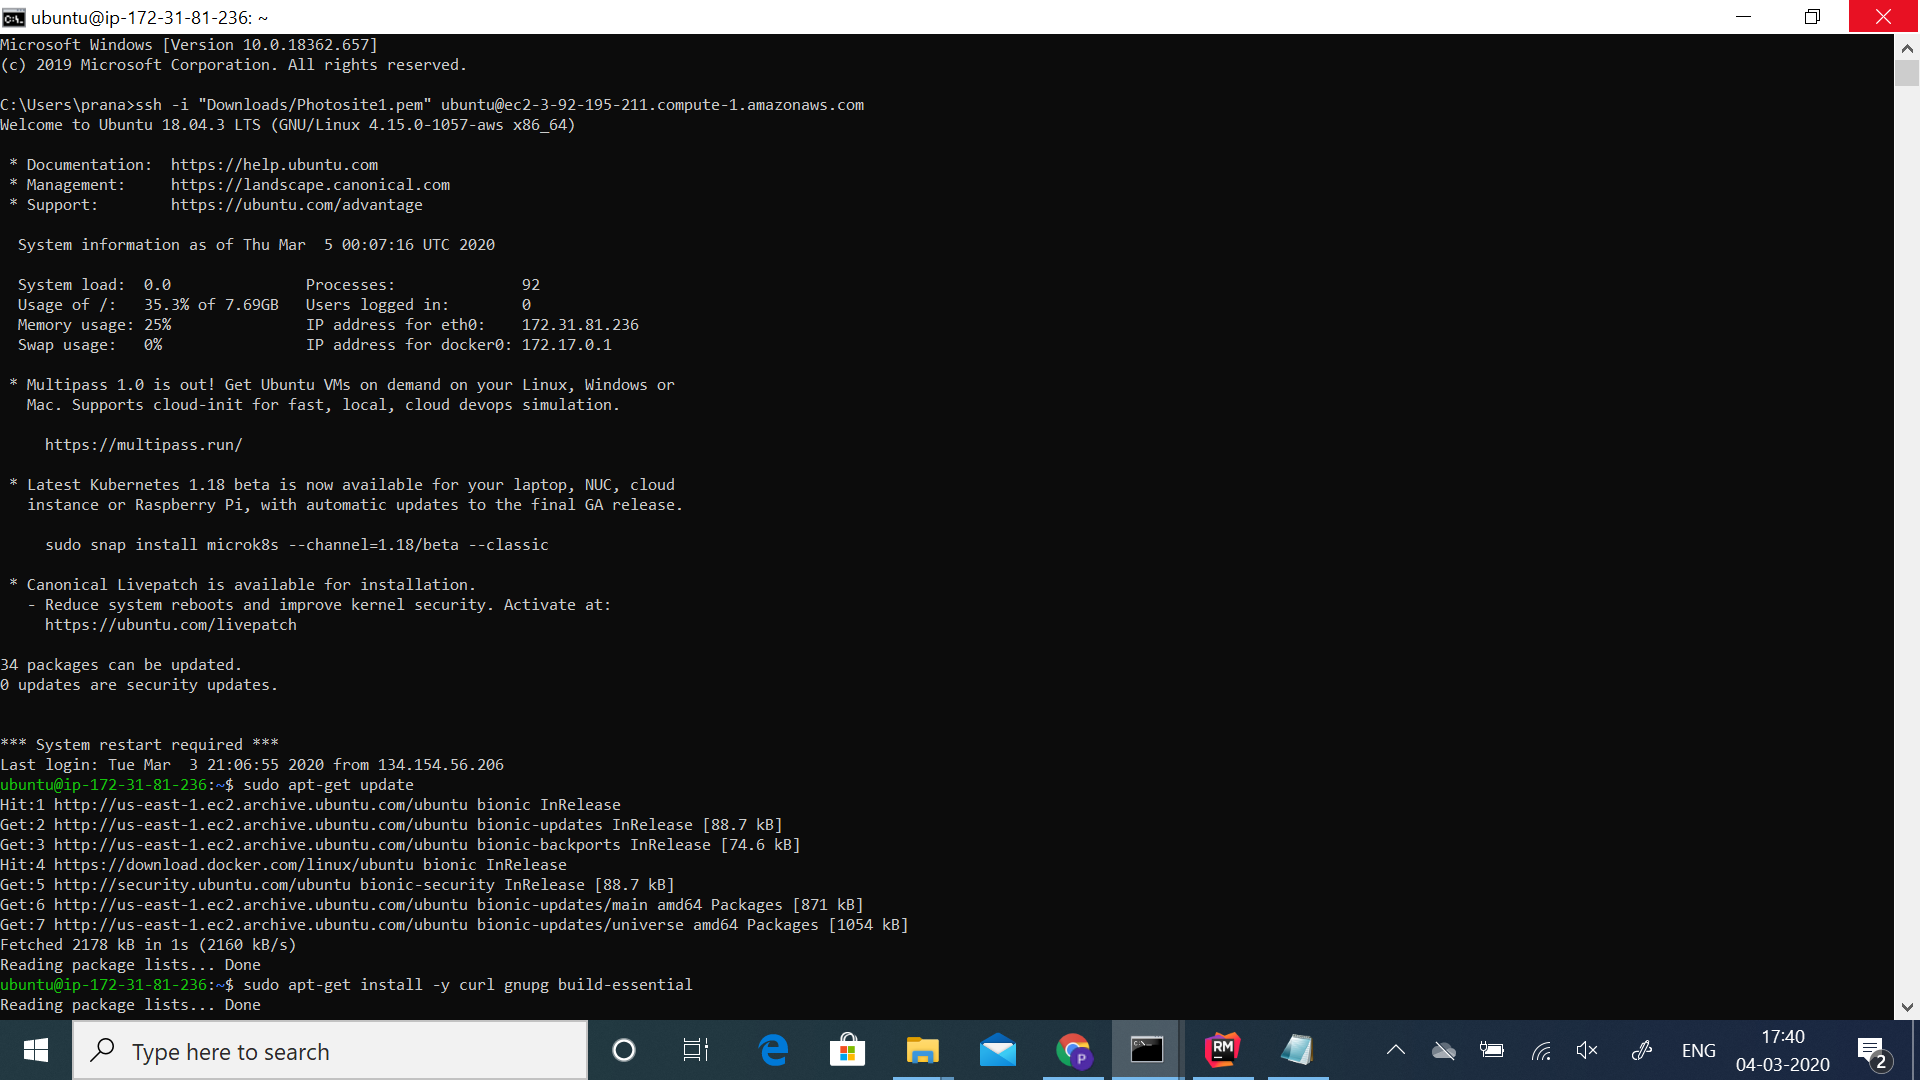 ubuntu@ip-172-31-81-236: ~
Microsoft Windows [Version 10.0.18362.657]
(c) 2019 Microsoft Corporation. All rights reserved.
C:\Users\prana>ssh -i "Downloads/Photosite1.pem" ubuntu@ec2-3-92-195-211.compute-1.amazonaws.com
Welcome to Ubuntu 18.04.3 LTS (GNU/Linux 4.15.0-1057-aws x86_64)
* Documentation:  https://help.ubuntu.com
* Management:     https://landscape.canonical.com
* Support:        https://ubuntu.com/advantage
System information as of Thu Mar  5 00:07:16 UTC 2020
System load:  0.0               Processes:              92
Usage of /:   35.3% of 7.69GB   Users logged in:        0
Memory usage: 25%               IP address for eth0:    172.31.81.236
Swap usage:   0%                IP address for docker0: 172.17.0.1
* Multipass 1.0 is out! Get Ubuntu VMs on demand on your Linux, Windows or
Mac. Supports cloud-init for fast, local, cloud devops simulation.
https://multipass.run/
* Latest Kubernetes 1.18 beta is now available for your laptop, NUC, cloud
instance or Raspberry Pi, with automatic updates to the final GA release.
sudo snap install microk8s --channel=1.18/beta --classic
* Canonical Livepatch is available for installation.
- Reduce system reboots and improve kernel security. Activate at:
https://ubuntu.com/livepatch
34 packages can be updated.
0 updates are security updates.
*** System restart required ***
Last login: Tue Mar  3 21:06:55 2020 from 134.154.56.206
ubuntu@ip-172-31-81-236:~$ sudo apt-get update
Hit:1 http://us-east-1.ec2.archive.ubuntu.com/ubuntu bionic InRelease
Get:2 http://us-east-1.ec2.archive.ubuntu.com/ubuntu bionic-updates InRelease [88.7 kB]
Get:3 http://us-east-1.ec2.archive.ubuntu.com/ubuntu bionic-backports InRelease [74.6 kB]
Hit:4 https://download.docker.com/linux/ubuntu bionic InRelease
Get:5 http://security.ubuntu.com/ubuntu bionic-security InRelease [88.7 kB]
Get:6 http://us-east-1.ec2.archive.ubuntu.com/ubuntu bionic-updates/main amd64 Packages [871 kB]
Get:7 http://us-east-1.ec2.archive.ubuntu.com/ubuntu bionic-updates/universe amd64 Packages [1054 kB]
Fetched 2178 kB in 1s (2160 kB/s)
Reading package lists... Done
ubuntu@ip-172-31-81-236:~$ sudo apt-get install -y curl gnupg build-essential
Reading package lists... Done
Type here to search
RM
P
ENG
17:40
04-03-2020
2